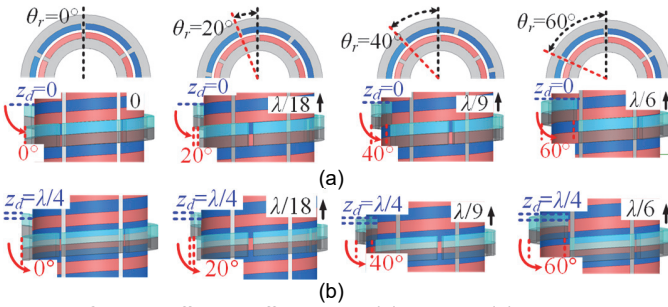 θr=0° θr=20° θr=40° θr=60°
zd=0 zd=0 zd=0 zd=0
0 λ/18 λ/9 λ/6
0° 20° 40° 60°
(a)
zd=λ/4 zd=λ/4 zd=λ/4 zd=λ/4
λ/18 λ/9 λ/6
0° 20° 40° 60°
(b)